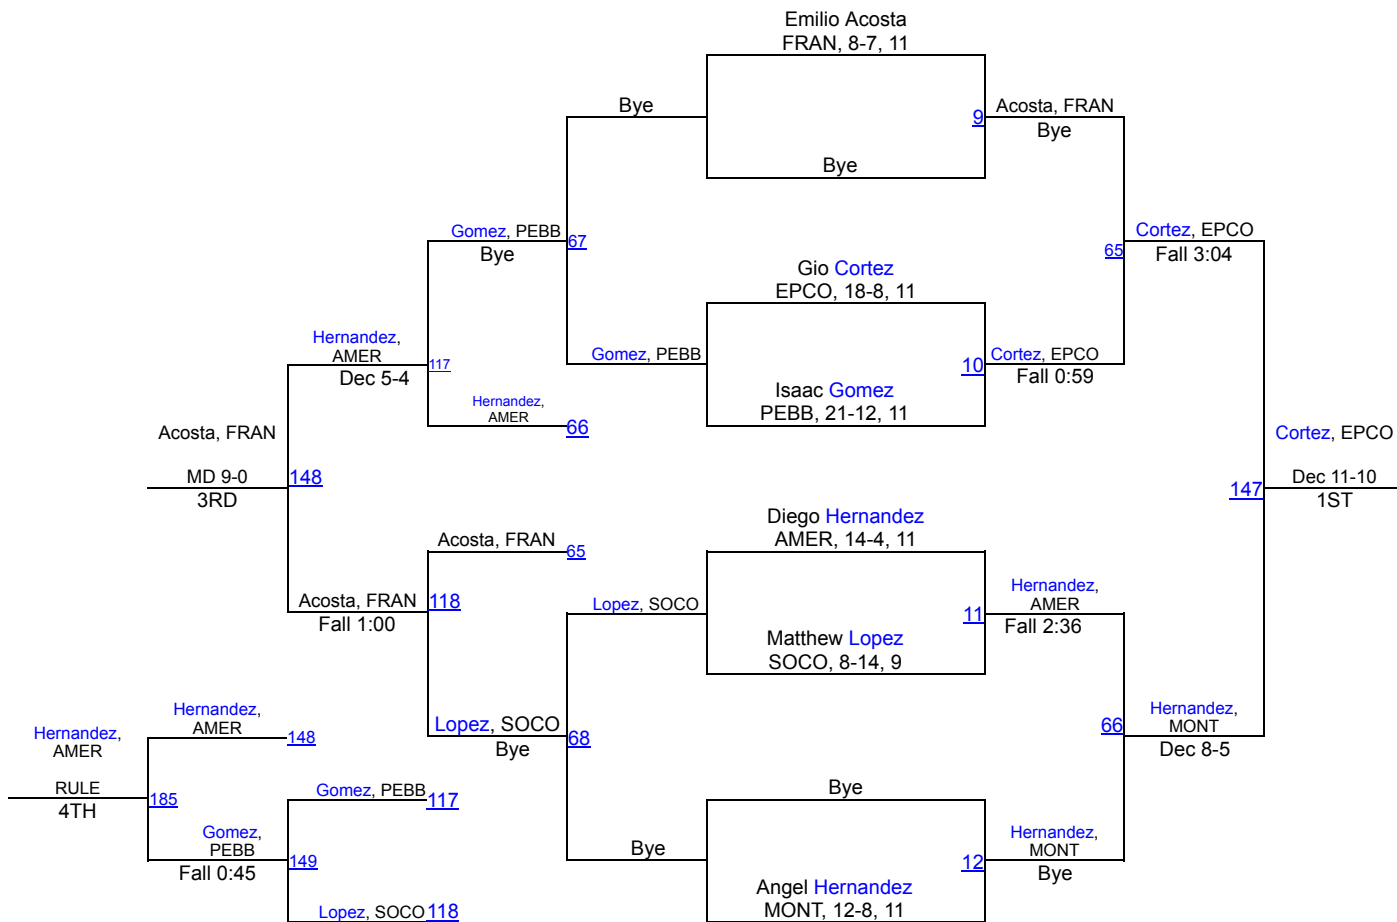 Emilio Acosta
FRAN, 8-7, 11
Bye
9
Acosta, FRAN
Bye
Bye
Gomez, PEBB
67
Bye
Cortez, EPCO
65
Fall 3:04
Gio Cortez
EPCO, 18-8, 11
Hernandez,
AMER
117
Dec 5-4
Gomez, PEBB
10
Cortez, EPCO
Fall 0:59
Isaac Gomez
PEBB, 21-12, 11
Hernandez,
AMER
66
Acosta, FRAN
MD 9-0
148
3RD
Cortez, EPCO
147
Dec 11-10
1ST
Diego Hernandez
AMER, 14-4, 11
Acosta, FRAN
65
Acosta, FRAN
118
Fall 1:00
Lopez, SOCO
11
Hernandez,
AMER
Fall 2:36
Matthew Lopez
SOCO, 8-14, 9
Lopez, SOCO
68
Bye
66
Hernandez,
MONT
Dec 8-5
Hernandez,
AMER
148
Hernandez,
AMER
RULE
185
4TH
Gomez, PEBB
117
Bye
Gomez,
PEBB
149
Fall 0:45
Bye
12
Hernandez,
MONT
Bye
Angel Hernandez
MONT, 12-8, 11
Lopez, SOCO
118